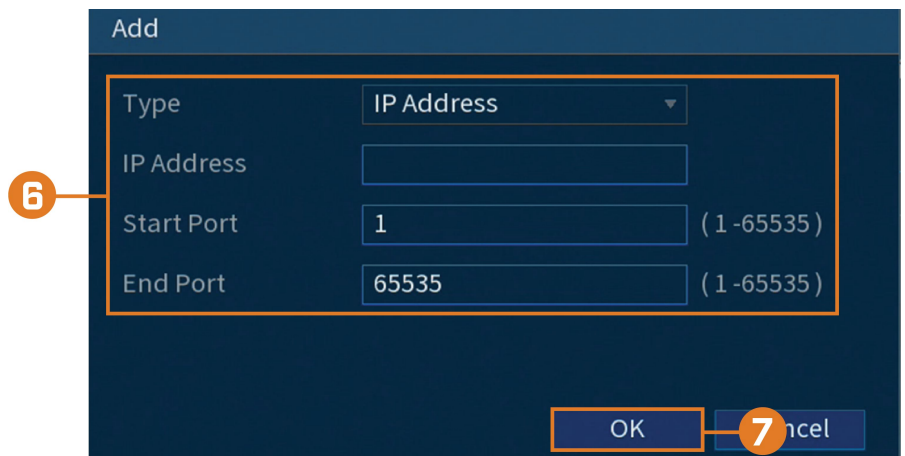 Add
Type IP Address
IP Address
6
Start Port 1 (1-65535)
End Port 65535 (1-65535)
OK 7 ncel